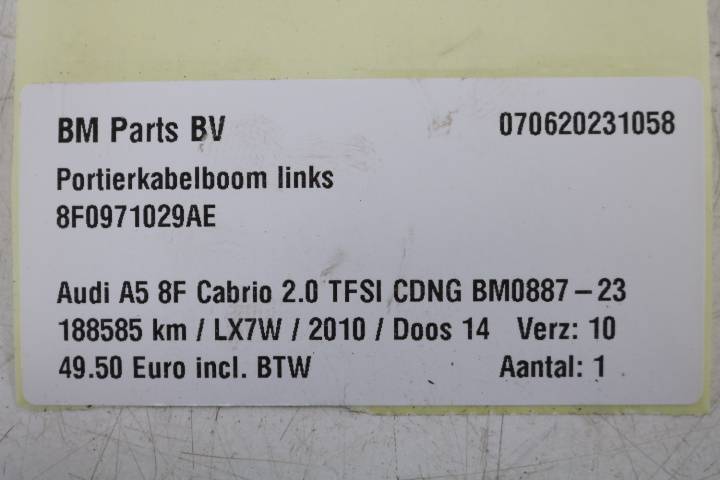 BM Parts BV 070620231058
Portierkabelboom links
8F0971029AE
Audi A5 8F Cabrio 2.0 TFSI CDNG BM0887-23
188585 km / LX7W / 2010 / Doos 14 Verz: 10
49.50 Euro incl. BTW Aantal: 1